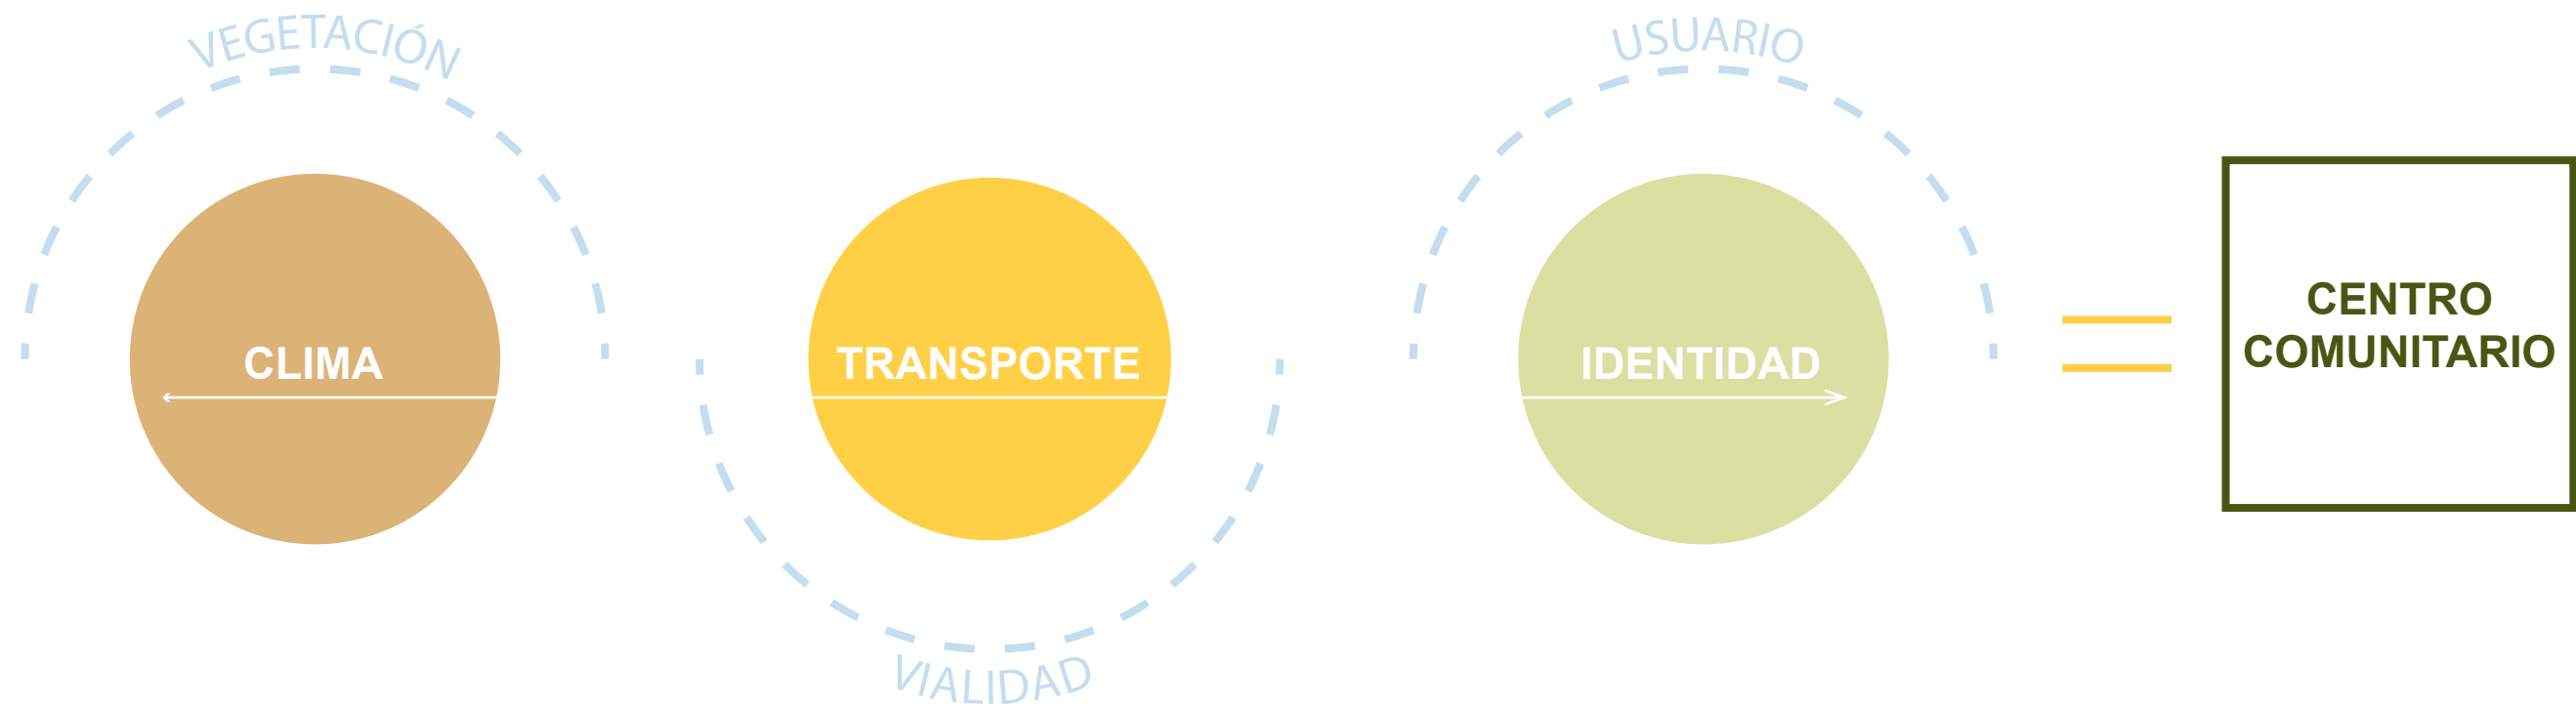 VEGETACIÓN
USUARIO
CLIMA
TRANSPORTE
IDENTIDAD
CENTRO
COMUNITARIO
VIALIDAD